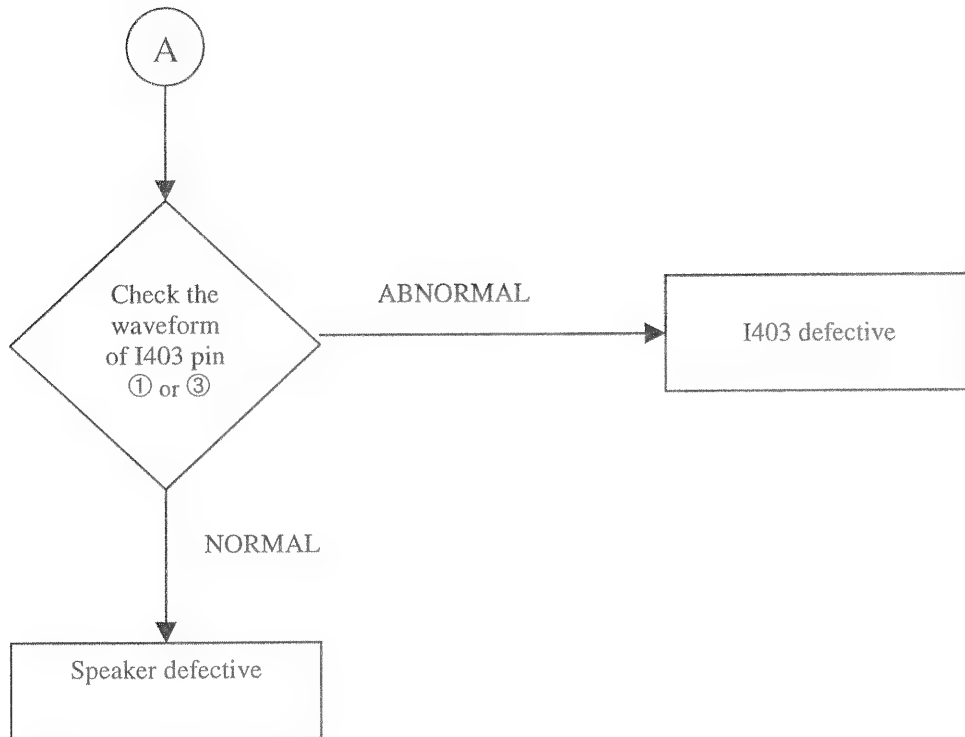 A
Check the
waveform
of I403 pin
① or ③
ABNORMAL
I403 defective
NORMAL
Speaker defective